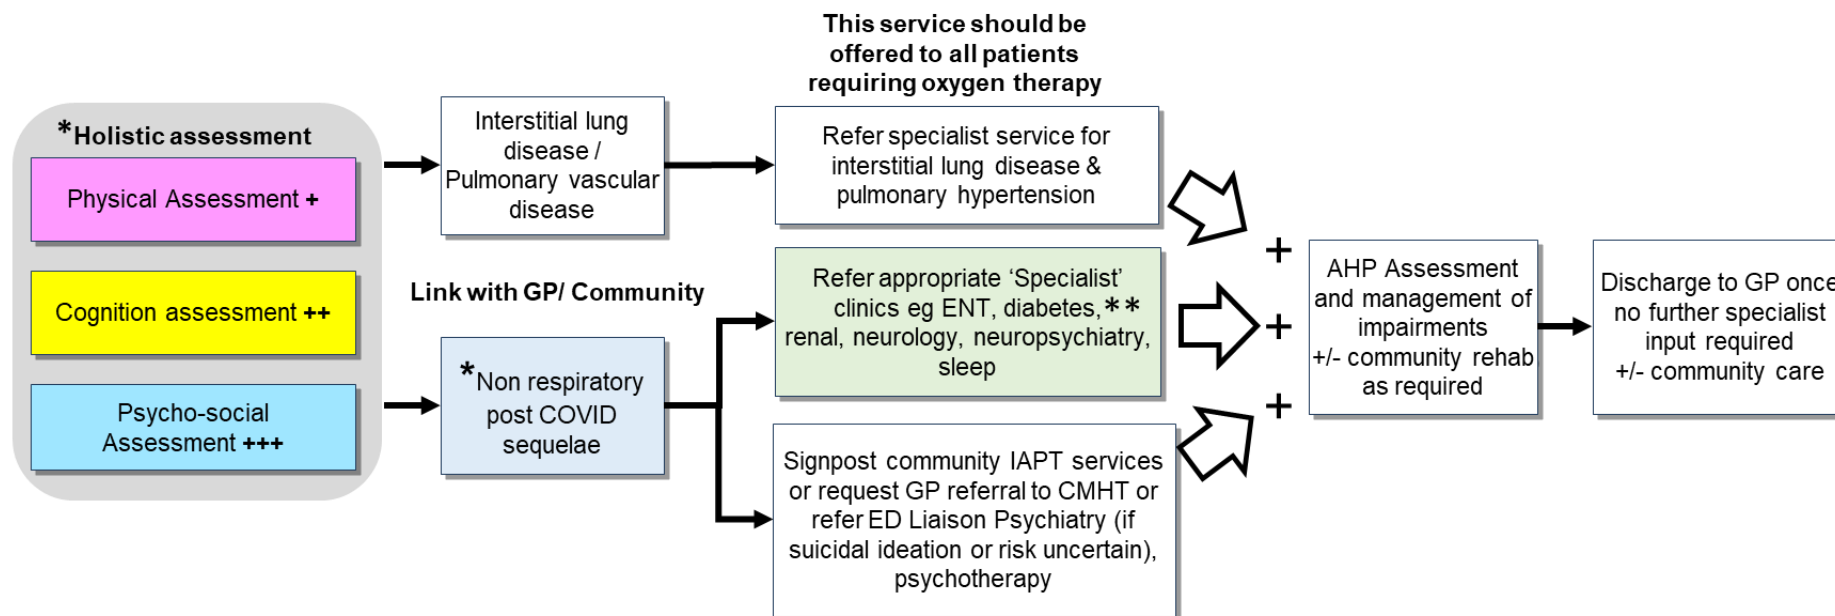 *Holistic assessment
Physical Assessment +
Cognition assessment ++
Psycho-social
Assessment +++
Interstitial lung
disease /
Pulmonary vascular
disease
Link with GP/ Community
*Non respiratory
post COVID
sequelae
This service should be
offered to all patients
requiring oxygen therapy
Refer specialist service for
interstitial lung disease &
pulmonary hypertension
Refer appropriate ‘Specialist’
clinics eg ENT, diabetes,**
renal, neurology, neuropsychiatry,
sleep
Signpost community IAPT services
or request GP referral to CMHT or
refer ED Liaison Psychiatry (if
suicidal ideation or risk uncertain),
psychotherapy
+
+
+
AHP Assessment
and management of
impairments
+/- community rehab
as required
Discharge to GP once
no further specialist
input required
+/- community care